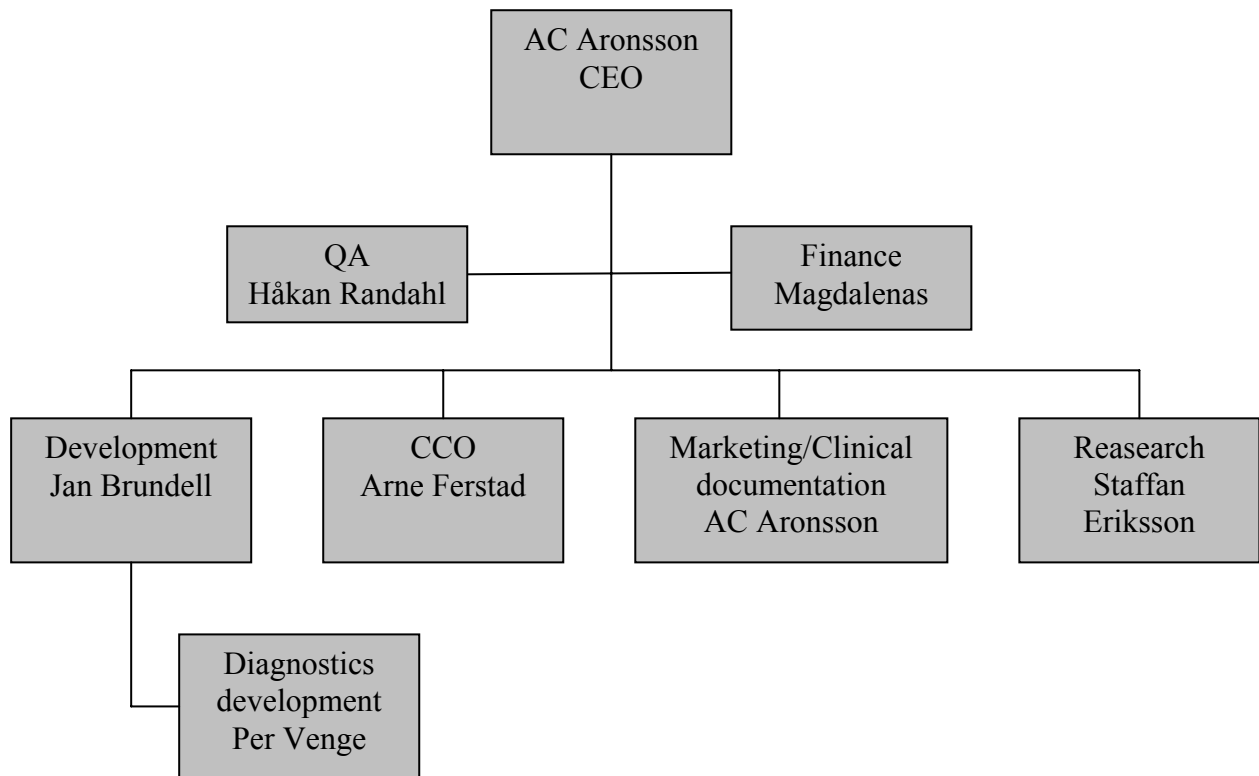 AC Aronsson
CEO
QA
Håkan Randahl
Finance
Magdalenas
Development
Jan Brundell
CCO
Arne Ferstad
Marketing/Clinical
documentation
AC Aronsson
Reasearch
Staffan
Eriksson
Diagnostics
development
Per Venge